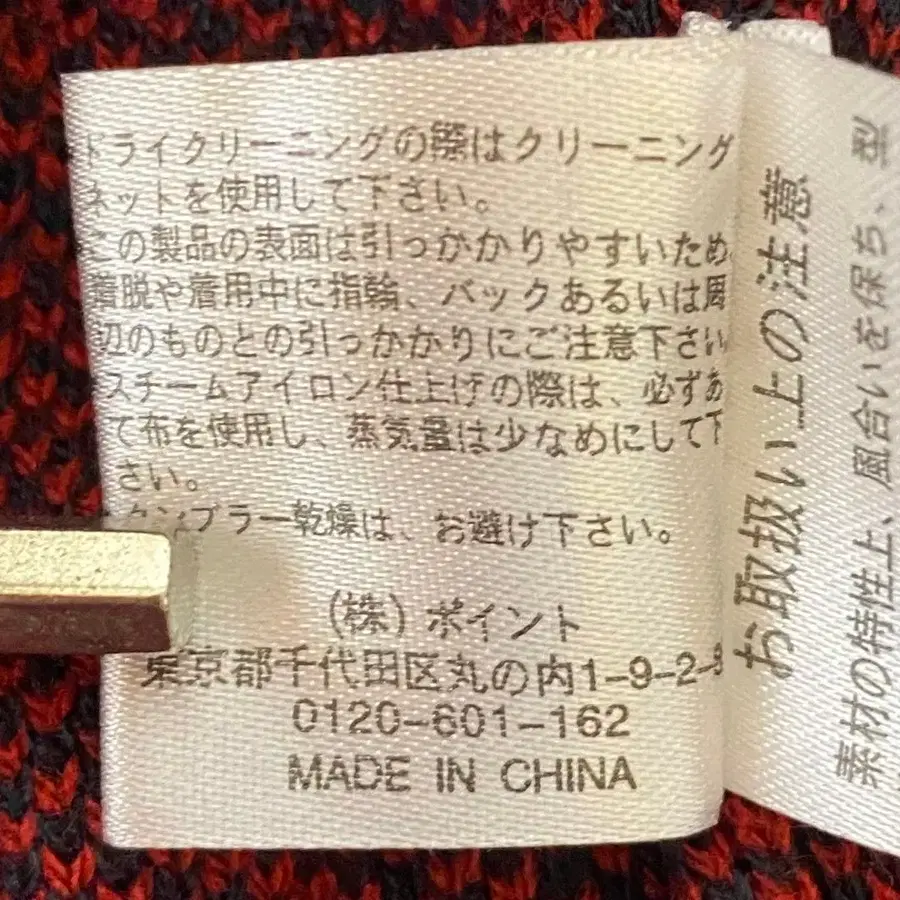 ドライクリーニングの際はクリーニング
ネットを使用して下さい。
この製品の表面は引っかかりやすいため、
着脱や着用中に指輪、バックあるいは周
辺のものとの引っかかりにご注意下さい
スチームアイロン仕上げの際は、必ずあ
て布を使用し、蒸気量は少なめにして下
さい。
タンブラー乾燥は、お避け下さい。
(株)ポイント
東京都千代田区丸の内1-9-2-9
0120-601-162
MADE IN CHINA
お取扱い上の注意
素材の特性上、風合いを保ち、型